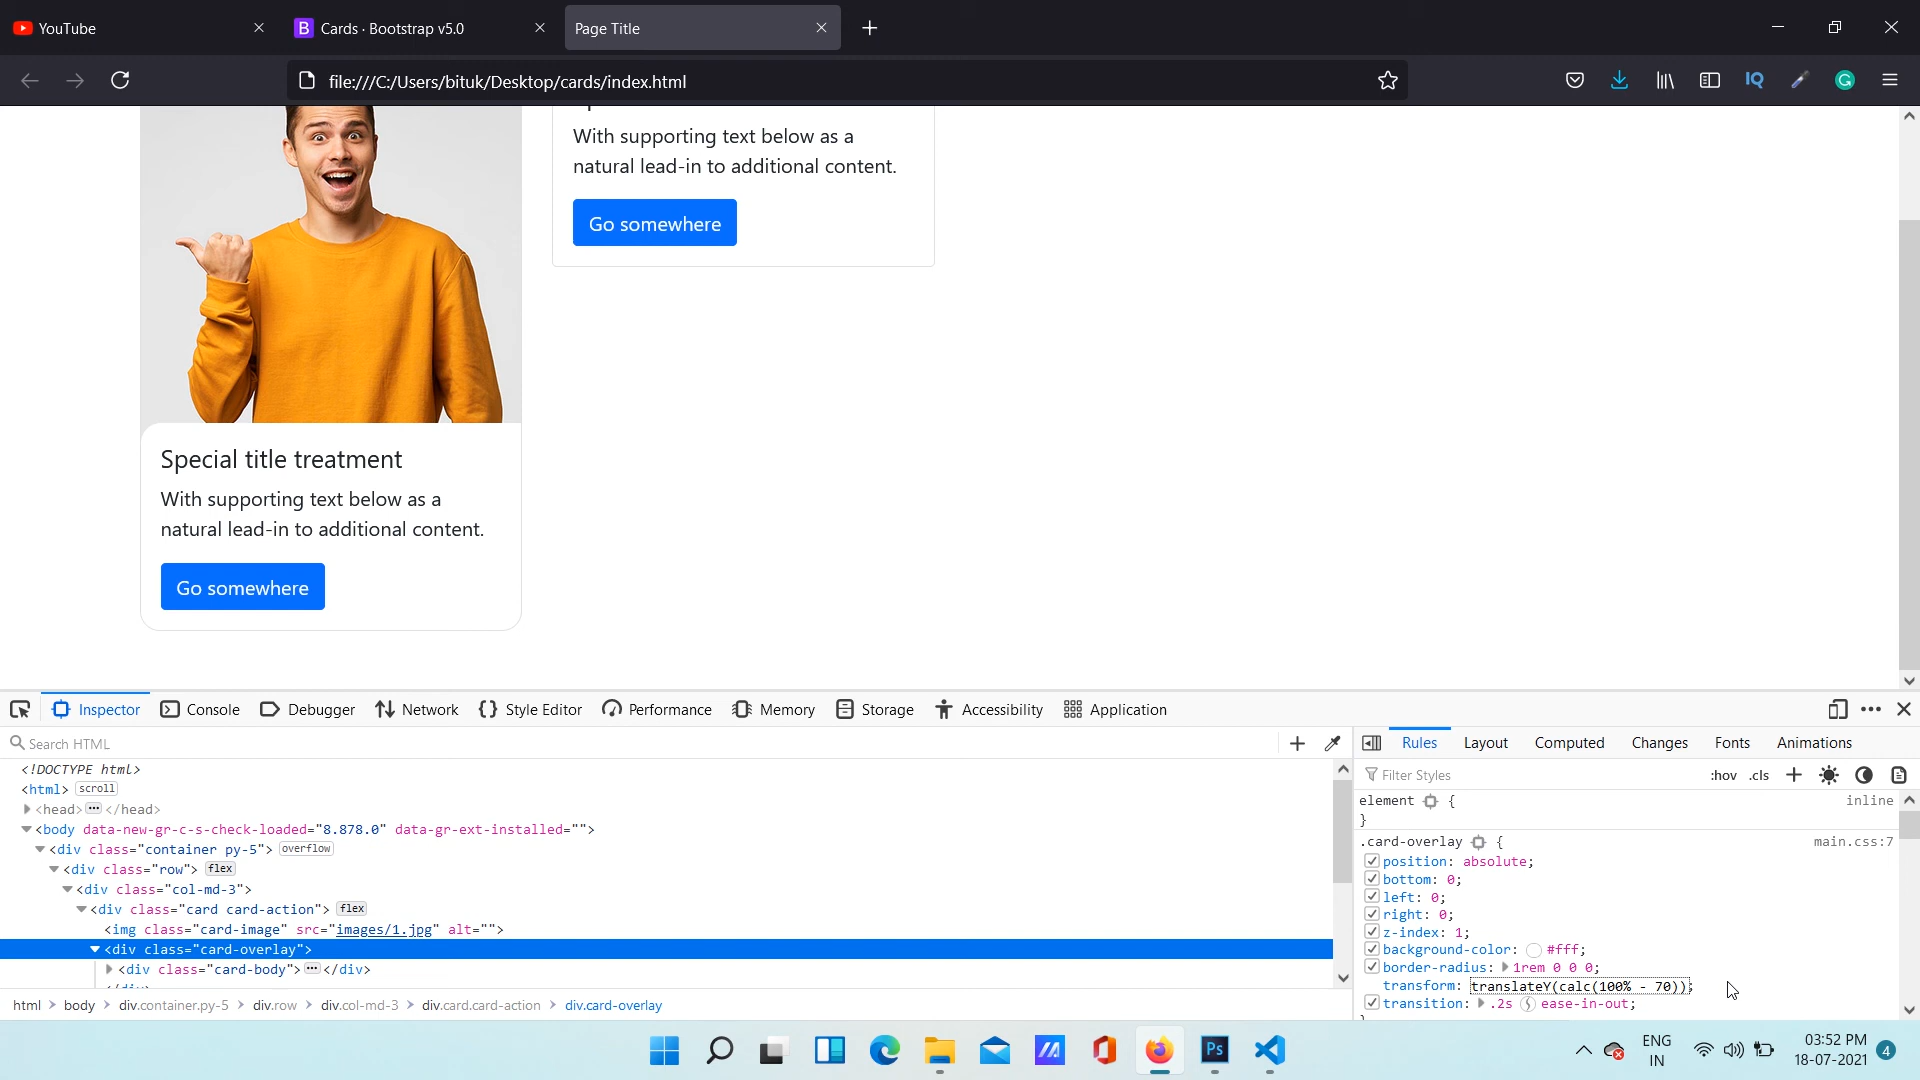 YouTube
Cards · Bootstrap v5.0
Page Title
file:///C:/Users/bituk/Desktop/cards/index.html
With supporting text below as a
natural lead-in to additional content.
Go somewhere
Special title treatment
With supporting text below as a
natural lead-in to additional content.
Go somewhere
Inspector
Console
Debugger
Network
Style Editor
Performance
Memory
Storage
Accessibility
Application
Search HTML
<!DOCTYPE html>
<html> scroll
<head> ••• </head>
<body data-new-gr-c-s-check-loaded="8.878.0" data-gr-ext-installed="">
<div class="container py-5"> overflow
<div class="row"> flex
<div class="col-md-3">
<div class="card card-action"> flex
<img class="card-image" src="images/1.jpg" alt="">
<div class="card-overlay">
<div class="card-body"> ••• </div>
html > body > div.container.py-5 > div.row > div.col-md-3 > div.card.card-action > div.card-overlay
Rules
Layout
Computed
Changes
Fonts
Animations
Filter Styles
:hov .cls
element {
inline
}
.card-overlay {
main.css:7
position: absolute;
bottom: 0;
left: 0;
right: 0;
z-index: 1;
background-color: #fff;
border-radius: 1rem 0 0 0;
transform: translateY(calc(100% - 70));
transition: .2s ease-in-out;
ENG
IN
03:52 PM
18-07-2021
4